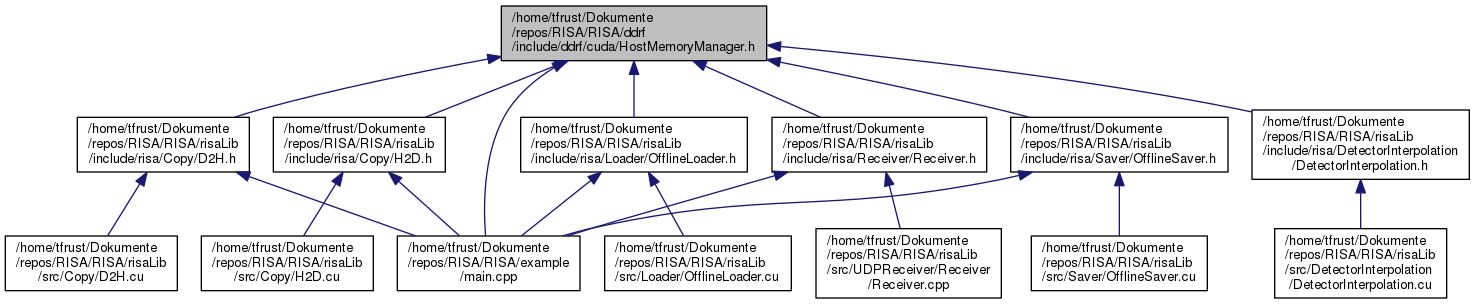 /home/tfrust/Dokumente
/repos/RISA/RISA/ddrf
/include/ddrf/cuda/HostMemoryManager.h
/home/tfrust/Dokumente
/repos/RISA/RISA/risaLib
/include/risa/Copy/D2H.h
/home/tfrust/Dokumente
/repos/RISA/RISA/risaLib
/include/risa/Copy/H2D.h
/home/tfrust/Dokumente
/repos/RISA/RISA/risaLib
/include/risa/Loader/OfflineLoader.h
/home/tfrust/Dokumente
/repos/RISA/RISA/risaLib
/include/risa/Receiver/Receiver.h
/home/tfrust/Dokumente
/repos/RISA/RISA/risaLib
/include/risa/Saver/OfflineSaver.h
/home/tfrust/Dokumente
/repos/RISA/RISA/risaLib
/include/risa/DetectorInterpolation
/DetectorInterpolation.h
/home/tfrust/Dokumente
/repos/RISA/RISA/risaLib
/src/Copy/D2H.cu
/home/tfrust/Dokumente
/repos/RISA/RISA/risaLib
/src/Copy/H2D.cu
/home/tfrust/Dokumente
/repos/RISA/RISA/example
/main.cpp
/home/tfrust/Dokumente
/repos/RISA/RISA/risaLib
/src/Loader/OfflineLoader.cu
/home/tfrust/Dokumente
/repos/RISA/RISA/risaLib
/src/UDPReceiver/Receiver
/Receiver.cpp
/home/tfrust/Dokumente
/repos/RISA/RISA/risaLib
/src/Saver/OfflineSaver.cu
/home/tfrust/Dokumente
/repos/RISA/RISA/risaLib
/src/DetectorInterpolation
/DetectorInterpolation.cu